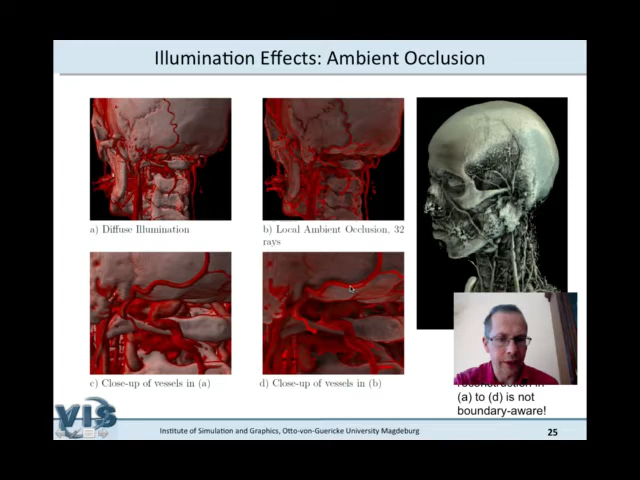 Illumination Effects: Ambient Occlusion
a) Diffuse Illumination
b) Local Ambient Occlusion, 32
rays
c) Close-up of vessels in (a)
d) Close-up of vessels in (b)
(a) to (d) is not
boundary-aware!
VIS
Institute of Simulation and Graphics, Otto-von-Guericke University Magdeburg
25